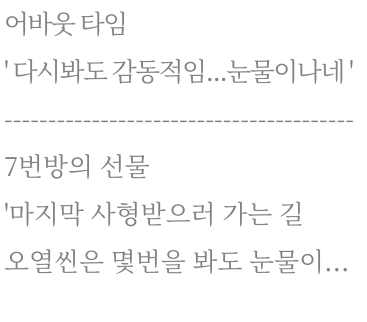 어바웃 타임
'다시봐도 감동적임...눈물이나네'
----------------------------------------
7번방의 선물
'마지막 사형받으러 가는 길
오열씬은 몇번을 봐도 눈물이...